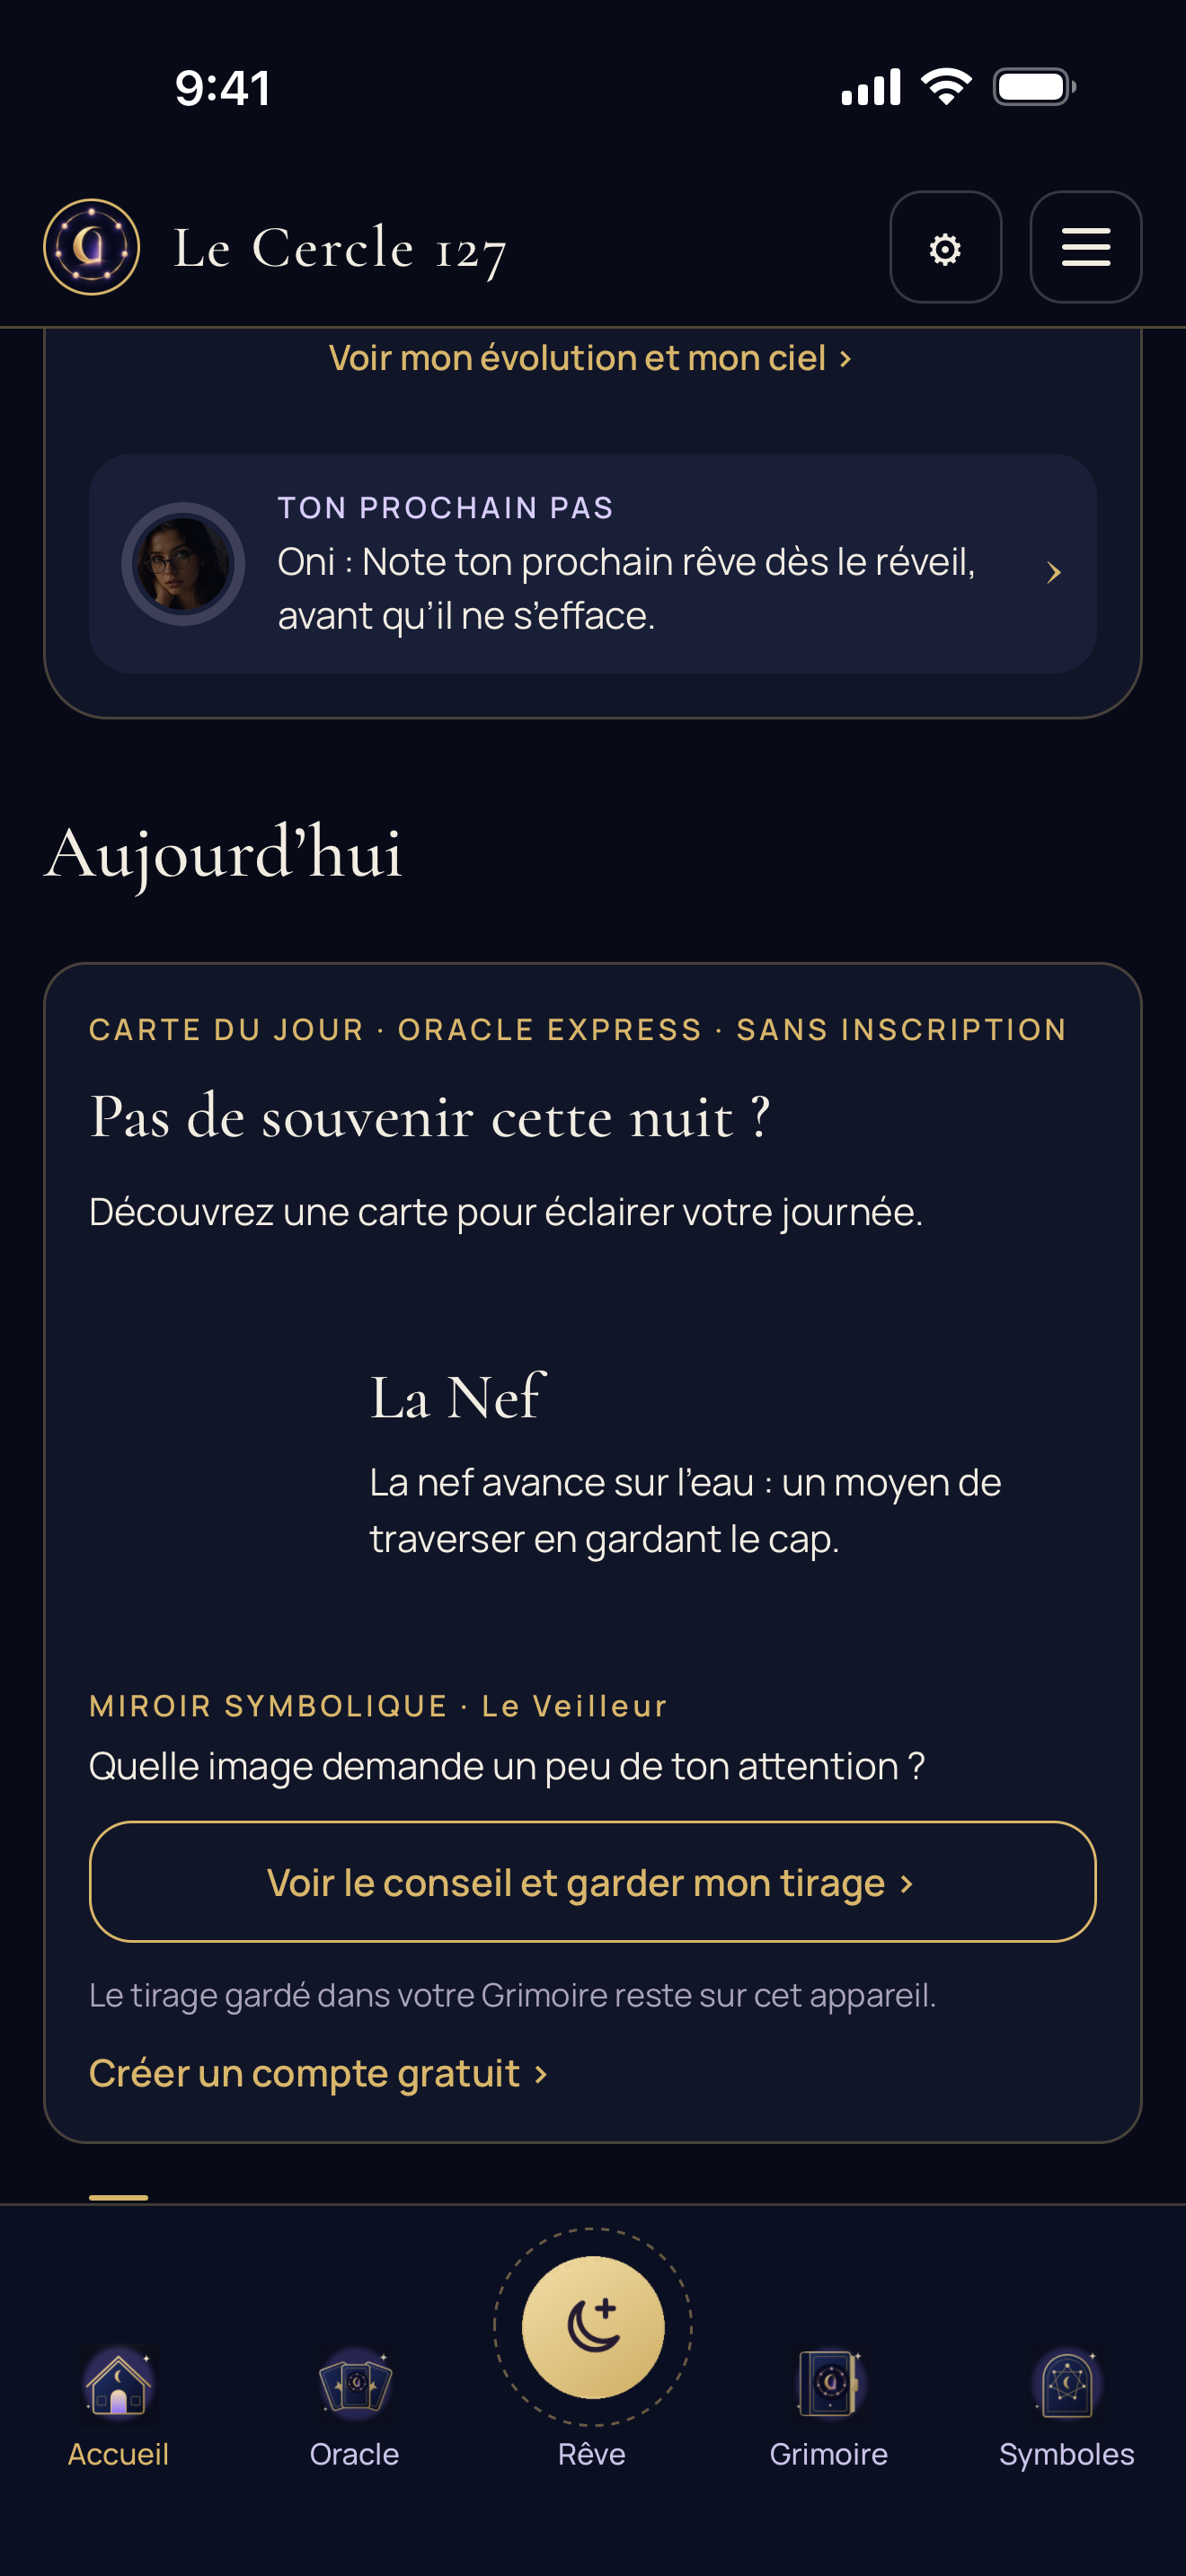 9:41
Le Cercle 127
Voir mon évolution et mon ciel ›
TON PROCHAIN PAS
Oni : Note ton prochain rêve dès le réveil,
avant qu’il ne s’efface.
Aujourd’hui
CARTE DU JOUR · ORACLE EXPRESS · SANS INSCRIPTION
Pas de souvenir cette nuit ?
Découvrez une carte pour éclairer votre journée.
La Nef
La nef avance sur l’eau : un moyen de
traverser en gardant le cap.
MIROIR SYMBOLIQUE · Le Veilleur
Quelle image demande un peu de ton attention ?
Voir le conseil et garder mon tirage ›
Le tirage gardé dans votre Grimoire reste sur cet appareil.
Créer un compte gratuit ›
Accueil
Oracle
Rêve
Grimoire
Symboles